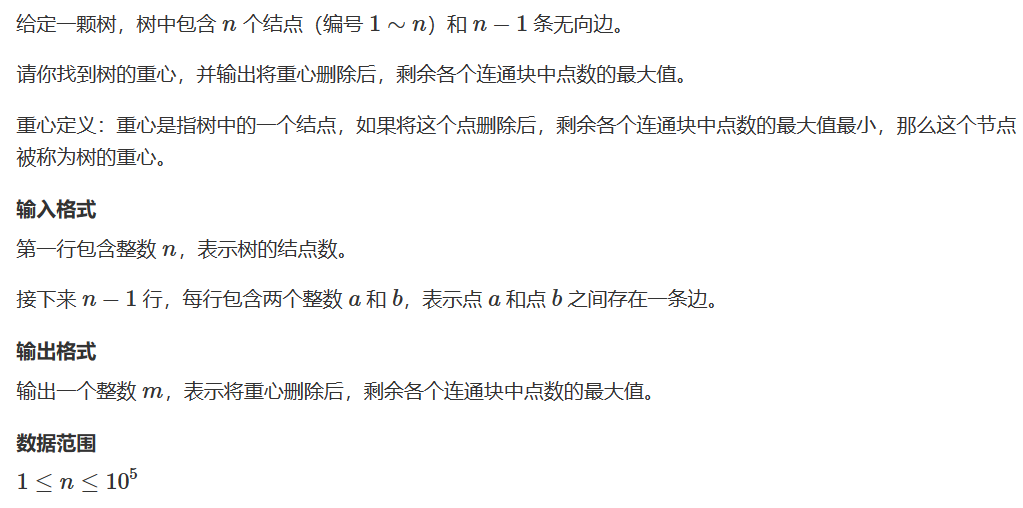 给定一颗树，树中包含 n 个结点（编号 1 ∼ n）和 n − 1 条无向边。
请你找到树的重心，并输出将重心删除后，剩余各个连通块中点数的最大值。
重心定义：重心是指树中的一个结点，如果将这个点删除后，剩余各个连通块中点数的最大值最小，那么这个节点
被称为树的重心。
输入格式
第一行包含整数 n，表示树的结点数。
接下来 n − 1 行，每行包含两个整数 a 和 b，表示点 a 和点 b 之间存在一条边。
输出格式
输出一个整数 m，表示将重心删除后，剩余各个连通块中点数的最大值。
数据范围
1 ≤ n ≤ 10⁵